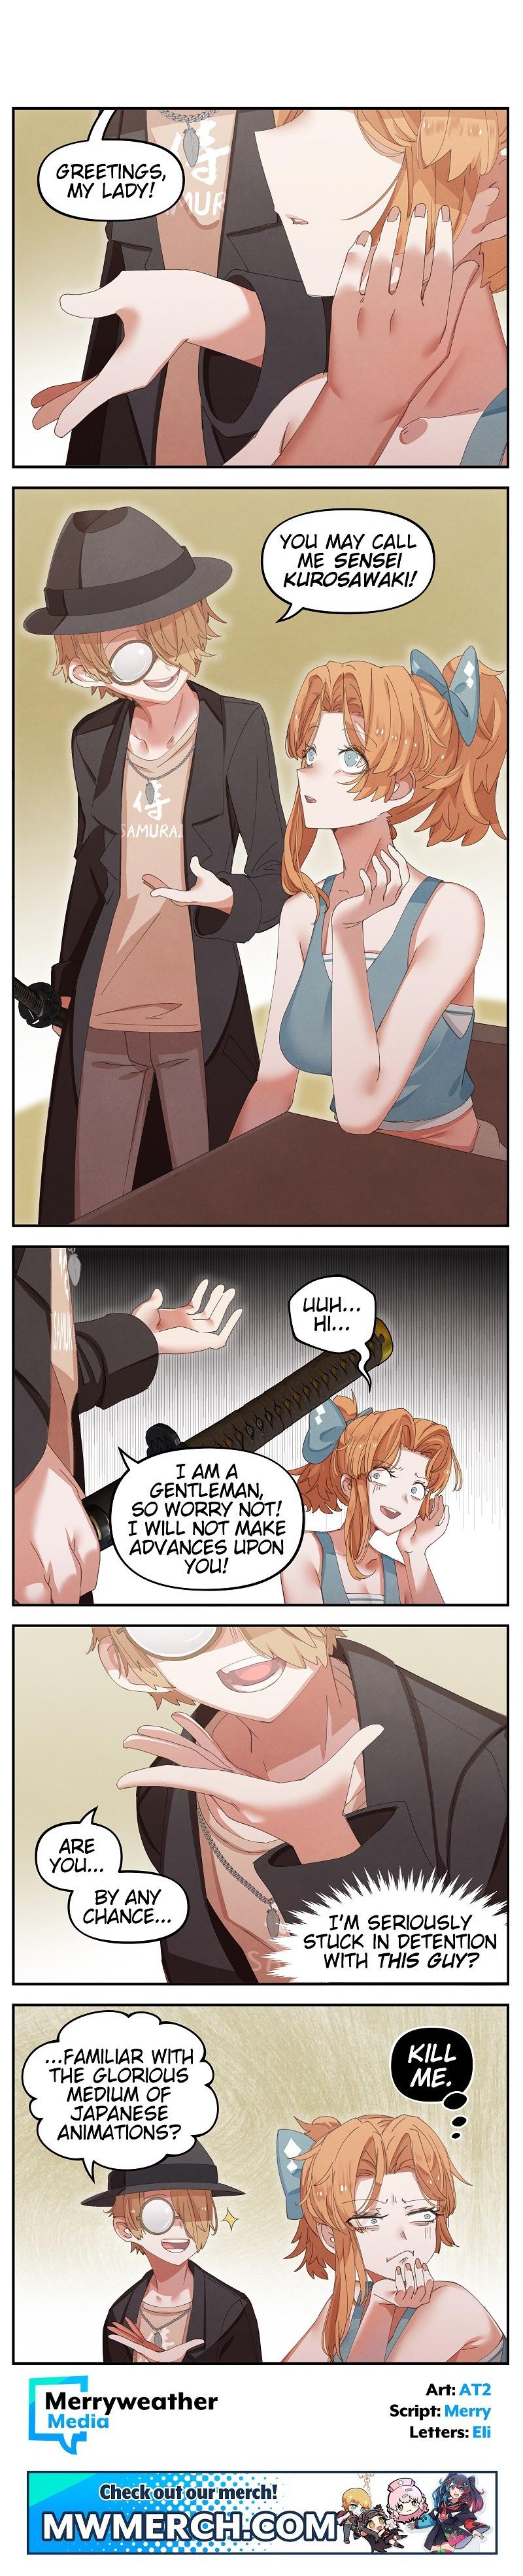 侍
SAMURAI
GREETINGS,
MY LADY!
YOU MAY CALL
ME SENSEI
KUROSAWAKI!
侍
SAMURAI
UUH...
HI...
I AM A
GENTLEMAN,
SO WORRY NOT!
I WILL NOT MAKE
ADVANCES UPON
YOU!
ARE
YOU...
BY ANY
CHANCE...
I'M SERIOUSLY
STUCK IN DETENTION
WITH THIS GUY?
...FAMILIAR WITH
THE GLORIOUS
MEDIUM OF
JAPANESE
ANIMATIONS?
KILL
ME.
Merryweather
Media
Art: AT2
Script: Merry
Letters: Eli
Check out our merch!
MWMERCH.COM